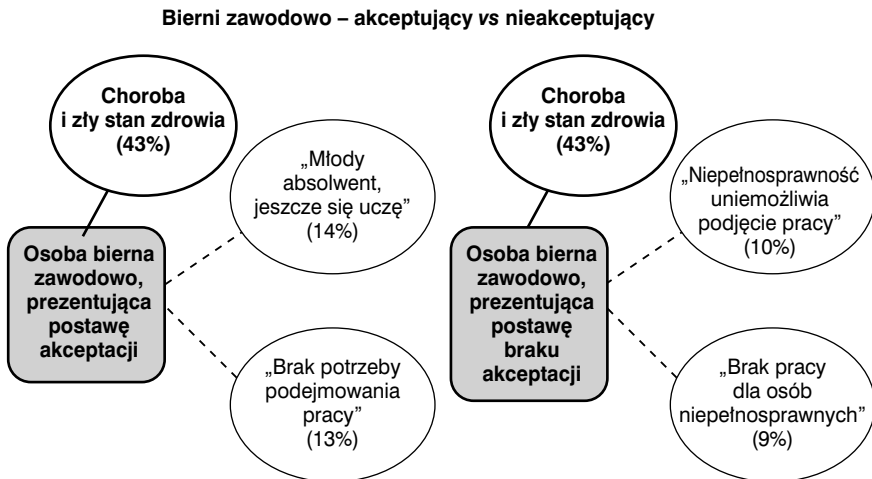 Bierni zawodowo – akceptujący vs nieakceptujący
Choroba
i zły stan zdrowia
(43%)
„Młody
absolwent,
jeszcze się uczę”
(14%)
Osoba bierna
zawodowo,
prezentująca
postawę
akceptacji
„Brak potrzeby
podejmowania
pracy”
(13%)
Choroba
i zły stan zdrowia
(43%)
„Niepełnosprawność
uniemożliwia
podjęcie pracy”
(10%)
Osoba bierna
zawodowo,
prezentująca
postawę
braku
akceptacji
„Brak pracy
dla osób
niepełnosprawnych”
(9%)